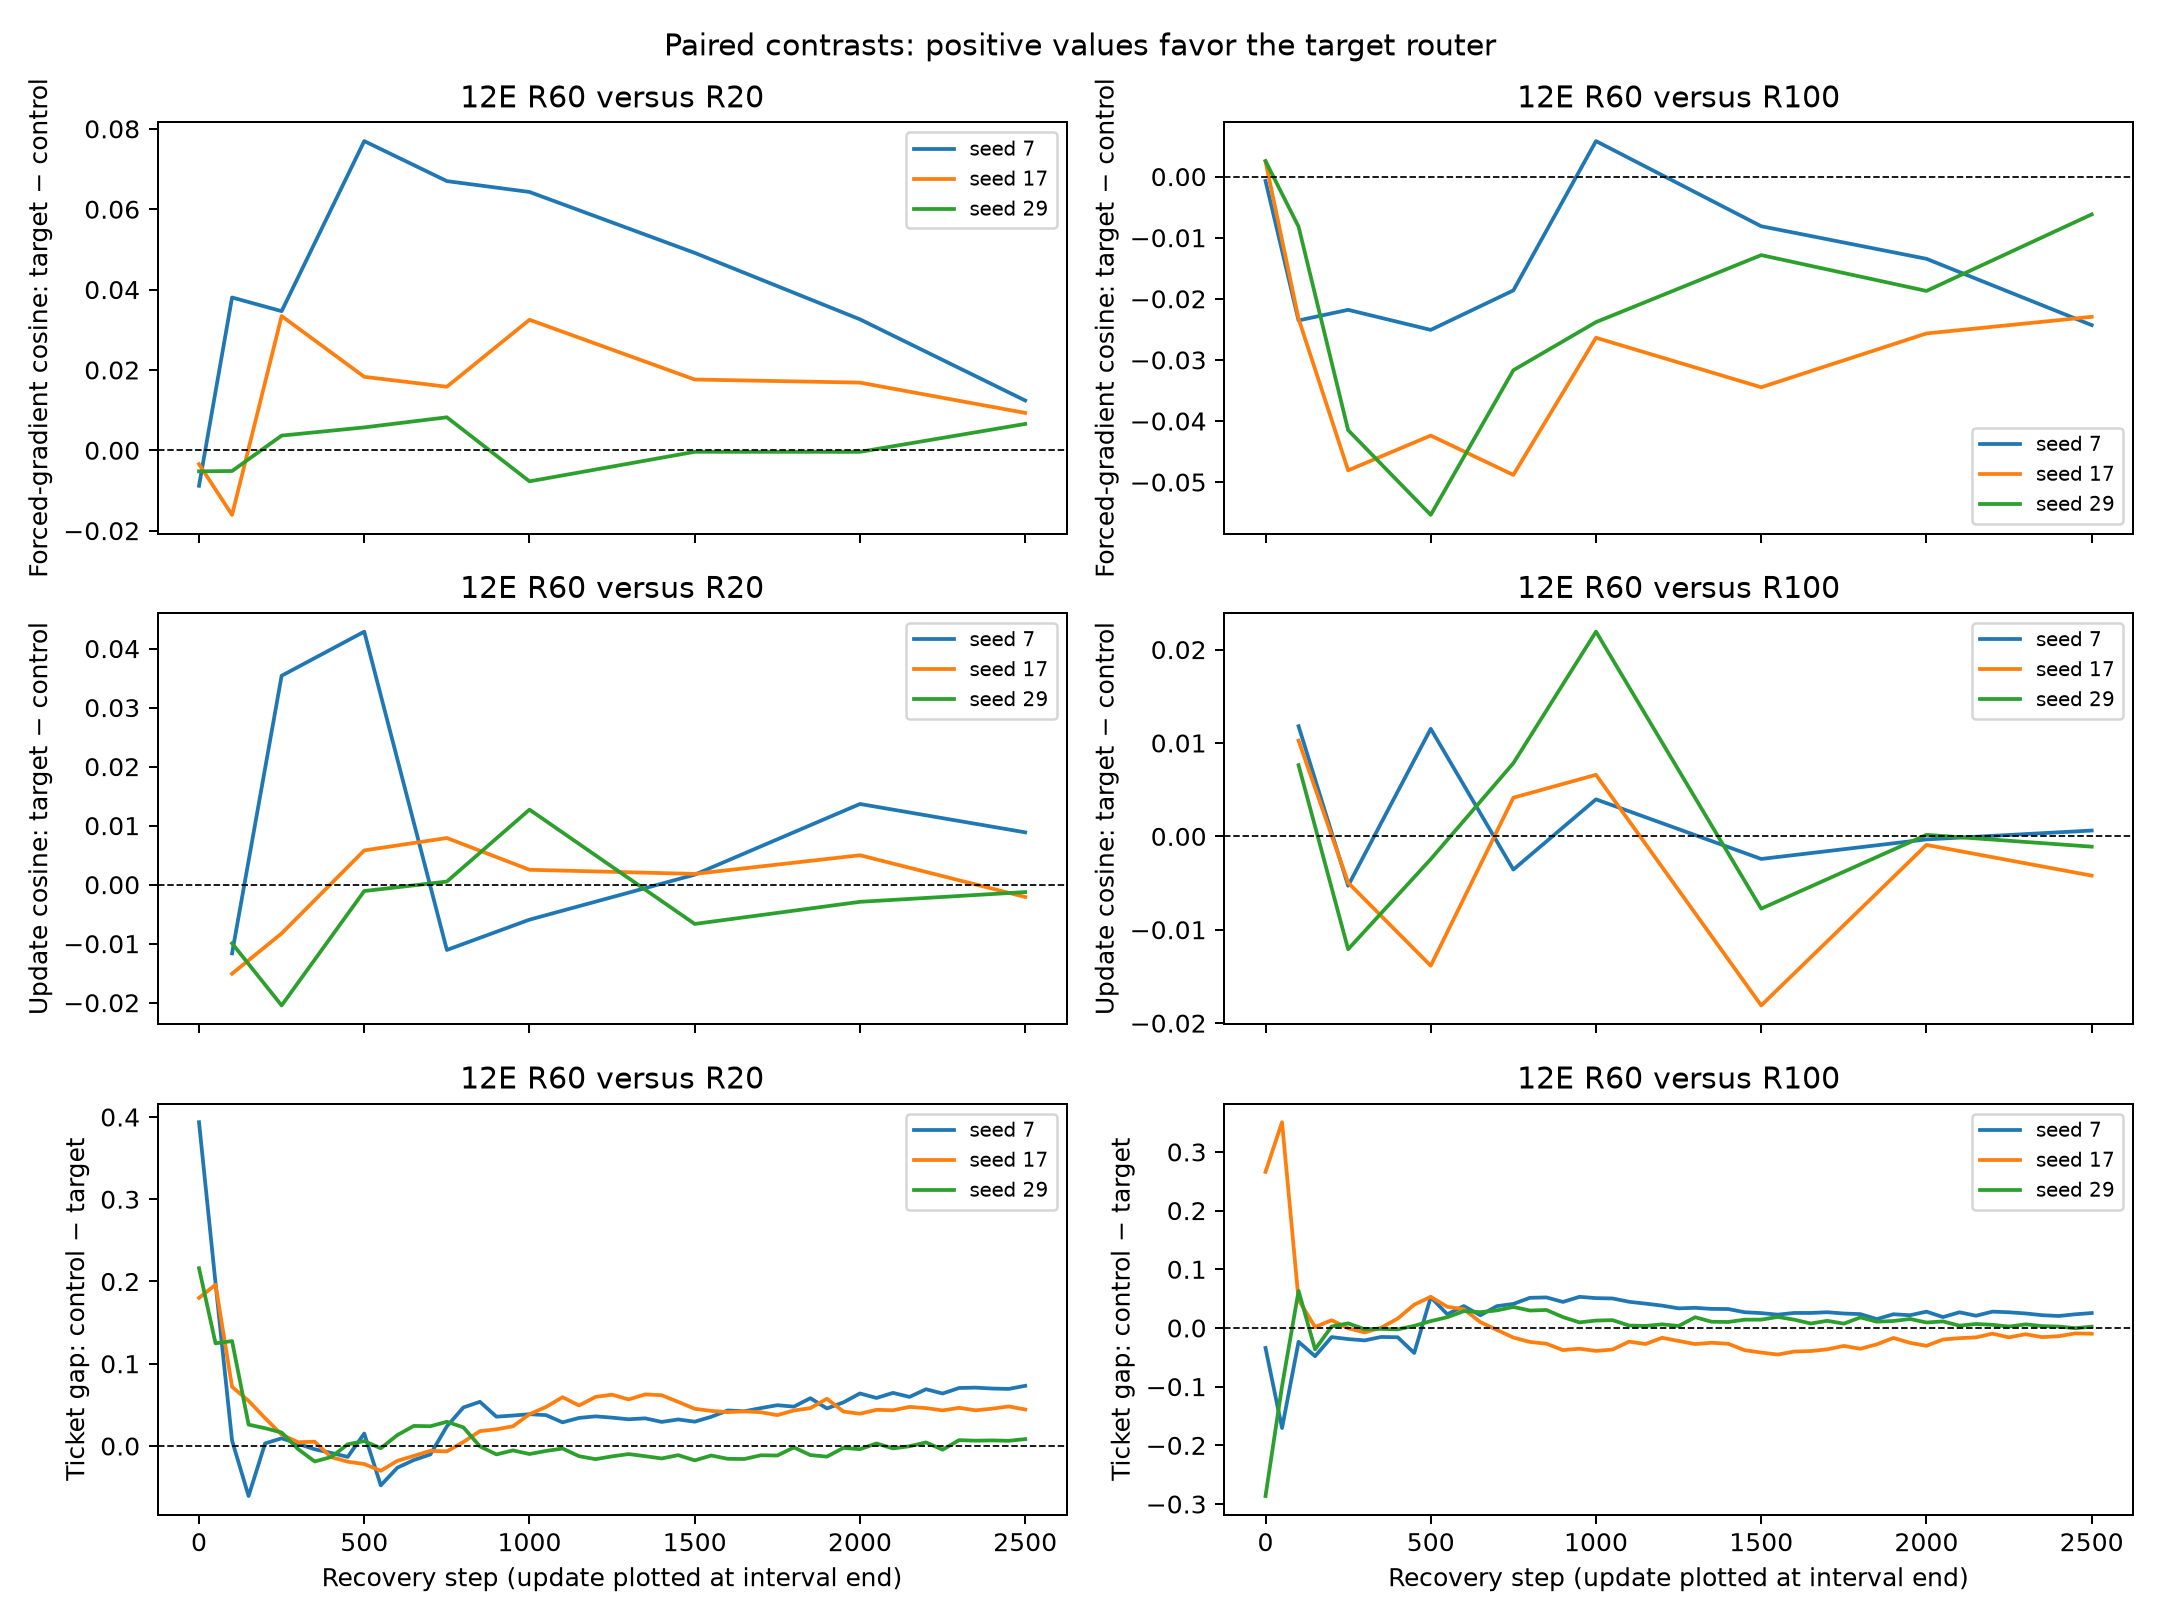 Paired contrasts: positive values favor the target router
12E R60 versus R20
Forced-gradient cosine: target − control
0.08
0.06
0.04
0.02
0.00
−0.02
seed 7
seed 17
seed 29
12E R60 versus R100
Forced-gradient cosine: target − control
0.00
−0.01
−0.02
−0.03
−0.04
−0.05
seed 7
seed 17
seed 29
12E R60 versus R20
Update cosine: target − control
0.04
0.03
0.02
0.01
0.00
−0.01
−0.02
seed 7
seed 17
seed 29
12E R60 versus R100
Update cosine: target − control
0.02
0.01
0.00
−0.01
−0.02
seed 7
seed 17
seed 29
12E R60 versus R20
Ticket gap: control − target
0.4
0.3
0.2
0.1
0.0
seed 7
seed 17
seed 29
0 500 1000 1500 2000 2500
Recovery step (update plotted at interval end)
12E R60 versus R100
Ticket gap: control − target
0.3
0.2
0.1
0.0
−0.1
−0.2
−0.3
seed 7
seed 17
seed 29
0 500 1000 1500 2000 2500
Recovery step (update plotted at interval end)